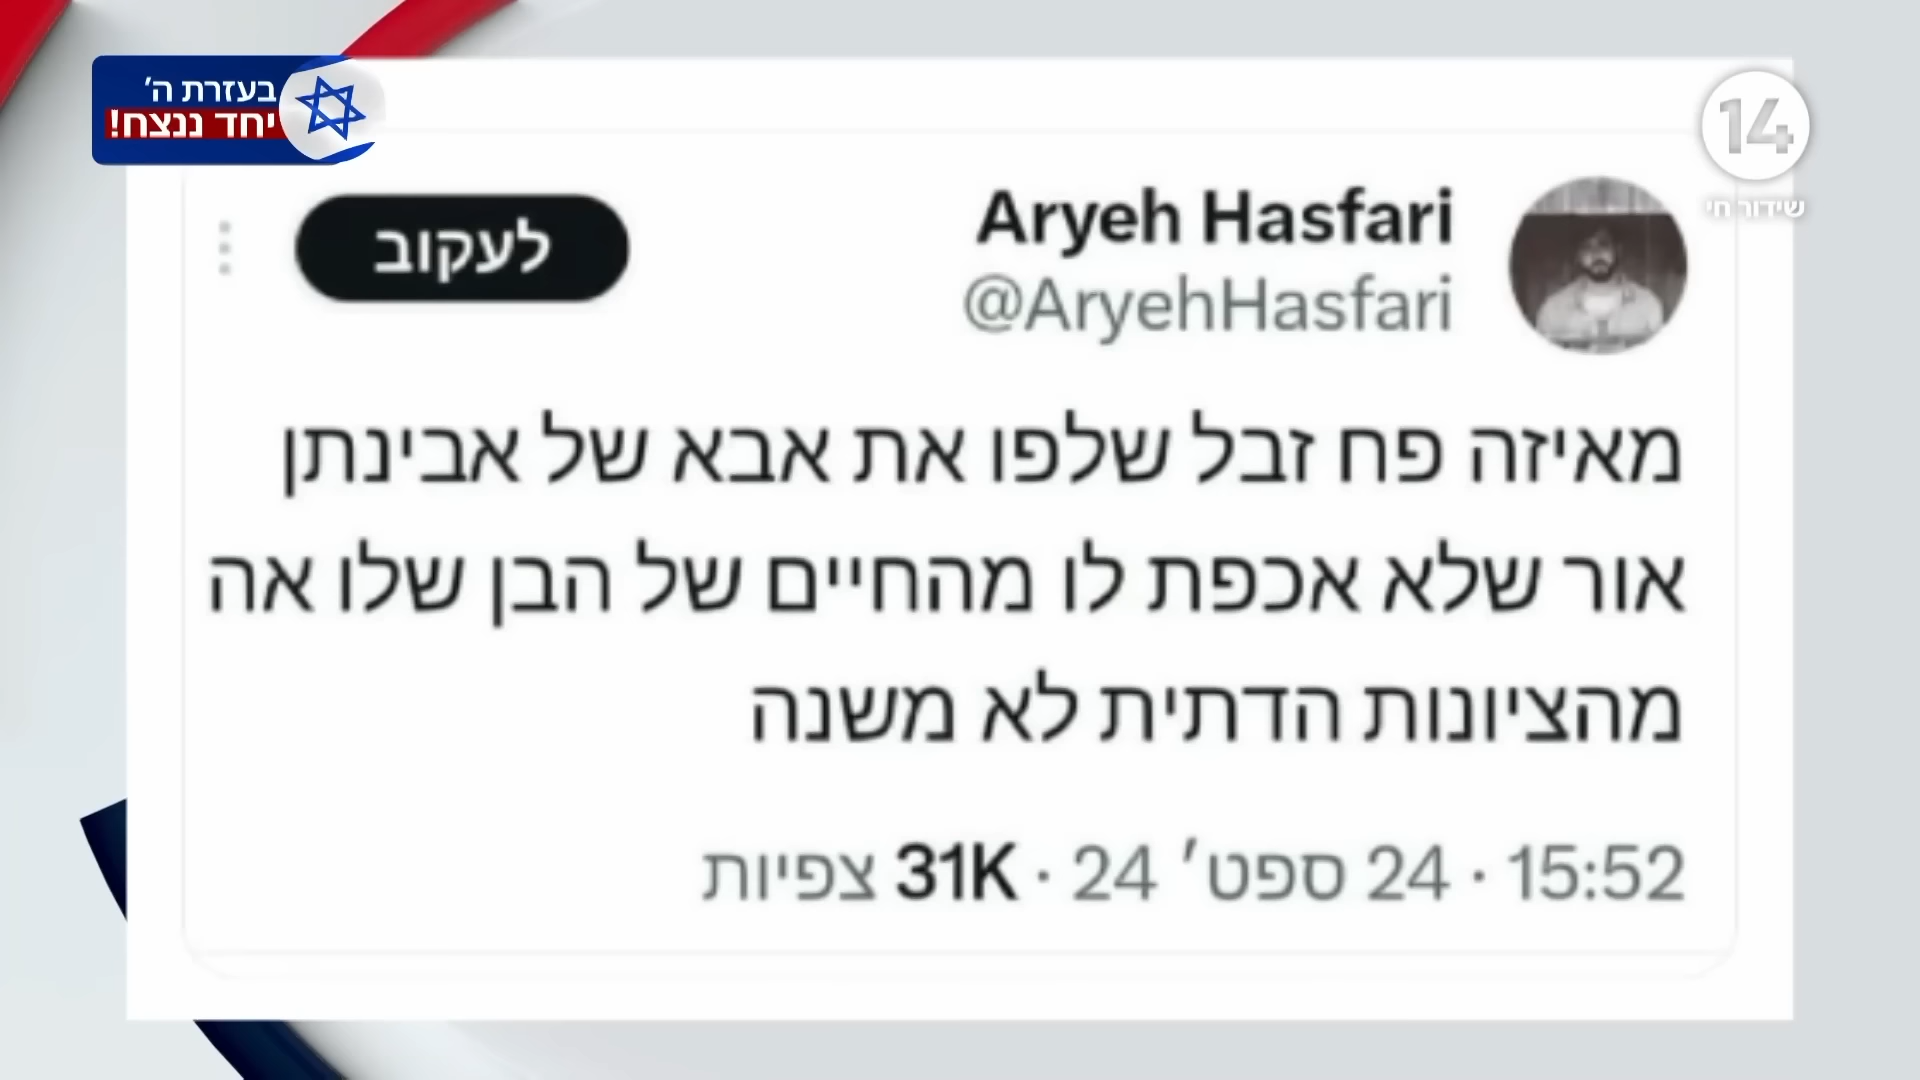 בעזרת ה'
יחד ננצח!
14
שידור חי
Aryeh Hasfari
@AryehHasfari
לעקוב
מאיזה פח זבל שלפו את אבא של אבינתן
אור שלא אכפת לו מהחיים של הבן שלו אה
מהציונות הדתית לא משנה
15:52 · 24 ספט׳ 24 · 31K צפיות